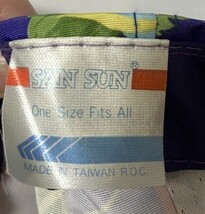 SAN SUN®
One Size Fits All
MADE IN TAIWAN R.O.C.